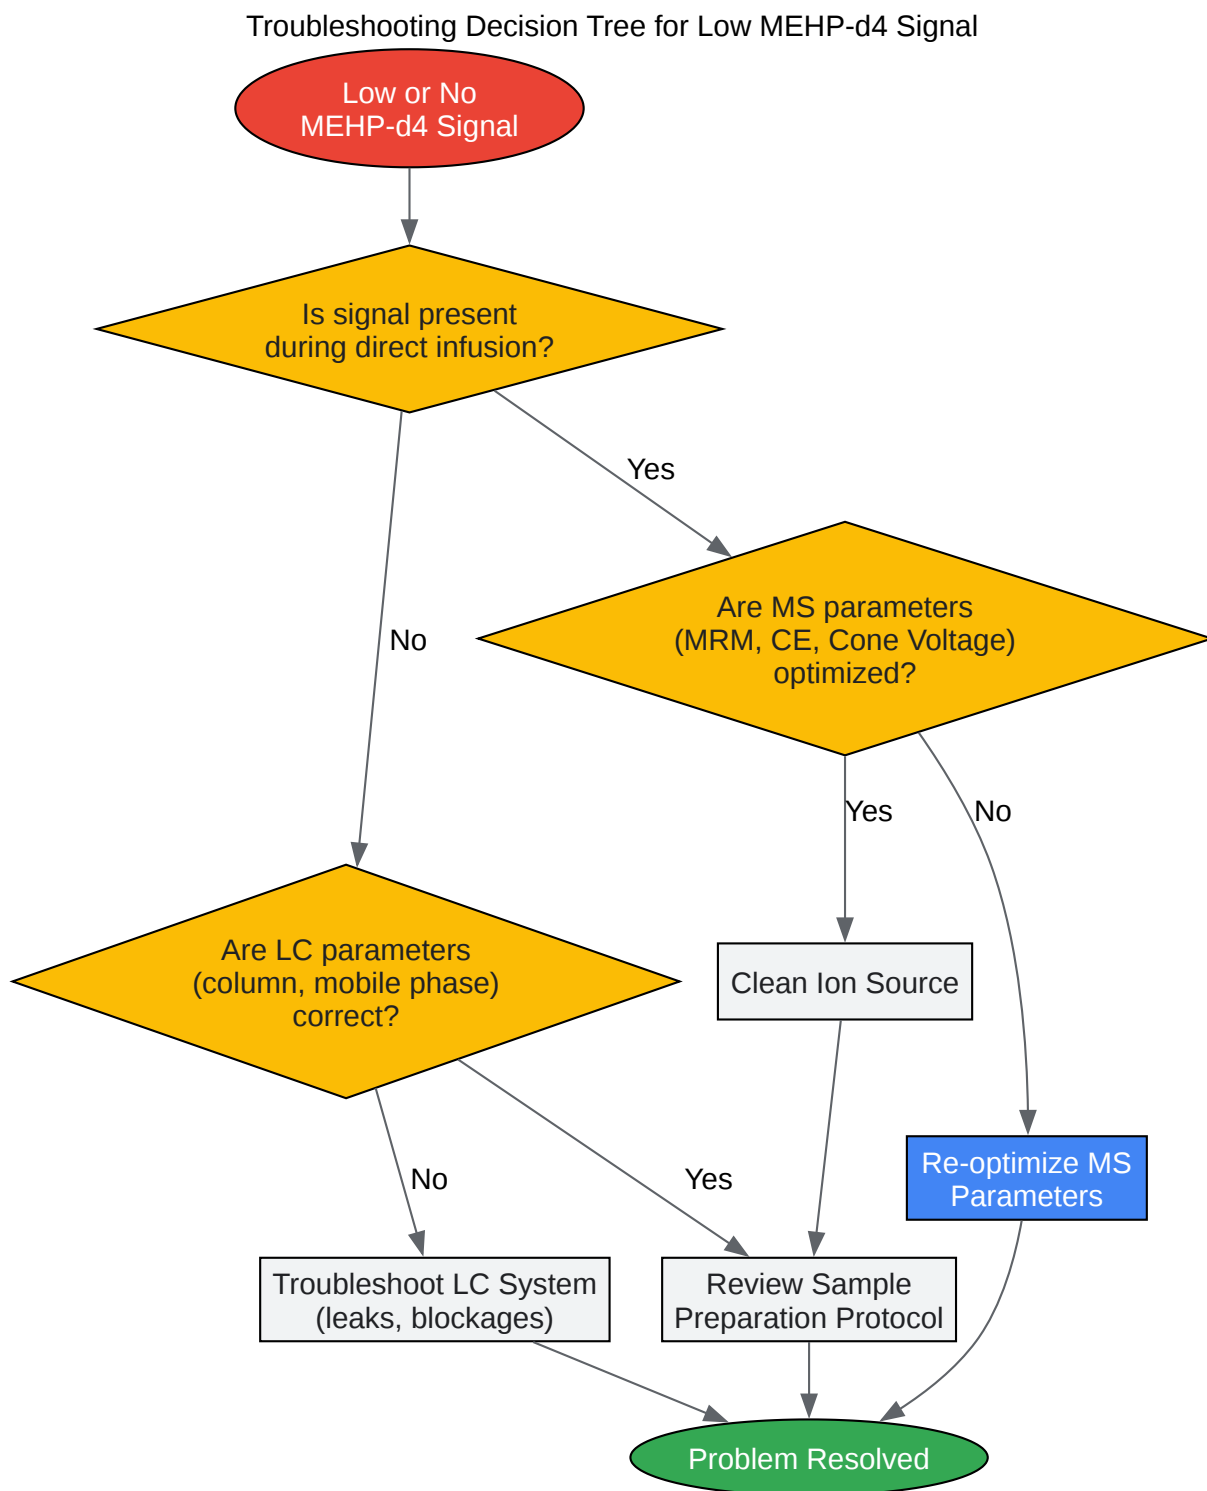 Troubleshooting Decision Tree for Low MEHP-d4 Signal
Low or No
MEHP-d4 Signal
Is signal present
during direct infusion?
Yes
No
Are MS parameters
(MRM, CE, Cone Voltage)
optimized?
Yes
No
Are LC parameters
(column, mobile phase)
correct?
Clean Ion Source
No
Yes
Re-optimize MS
Parameters
Troubleshoot LC System
(leaks, blockages)
Review Sample
Preparation Protocol
Problem Resolved